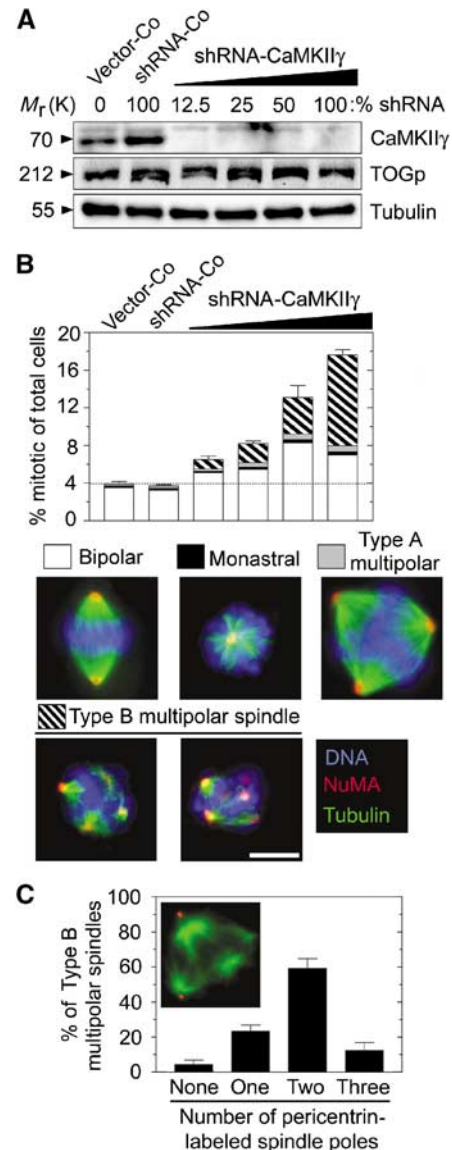 A
Vector-Co
shRNA-Co
shRNA-CaMKIIγ
Mr (K) 0 100 12.5 25 50 100 :% shRNA
70 CaMKIIγ
212 TOGp
55 Tubulin
B
Vector-Co
shRNA-Co
shRNA-CaMKIIγ
% mitotic of total cells
20
16
12
8
4
0
Bipolar
Monastral
Type A
multipolar
Type B multipolar spindle
DNA
NuMA
Tubulin
C
% of Type B
multipolar spindles
100
80
60
40
20
0
None One Two Three
Number of pericentrin-
labeled spindle poles